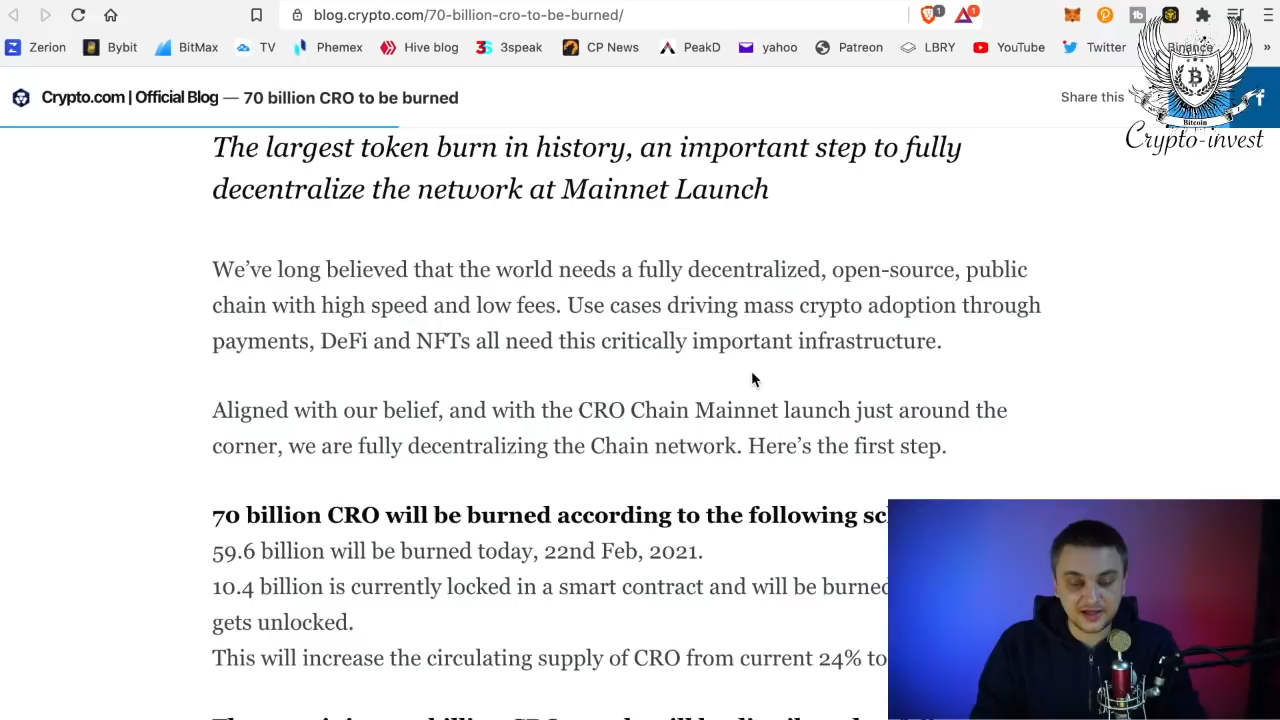 blog.crypto.com/70-billion-cro-to-be-burned/
1
1
Zerion
Bybit
BitMax
TV
Phemex
Hive blog
3speak
CP News
PeakD
yahoo
Patreon
LBRY
YouTube
Twitter
Binance
»
Crypto.com | Official Blog — 70 billion CRO to be burned
Share this
Bitcoin
Crypto-invest
The largest token burn in history, an important step to fully
decentralize the network at Mainnet Launch
We’ve long believed that the world needs a fully decentralized, open-source, public
chain with high speed and low fees. Use cases driving mass crypto adoption through
payments, DeFi and NFTs all need this critically important infrastructure.
Aligned with our belief, and with the CRO Chain Mainnet launch just around the
corner, we are fully decentralizing the Chain network. Here’s the first step.
70 billion CRO will be burned according to the following
59.6 billion will be burned today, 22nd Feb, 2021.
10.4 billion is currently locked in a smart contract and will be burned
gets unlocked.
This will increase the circulating supply of CRO from current 24% to